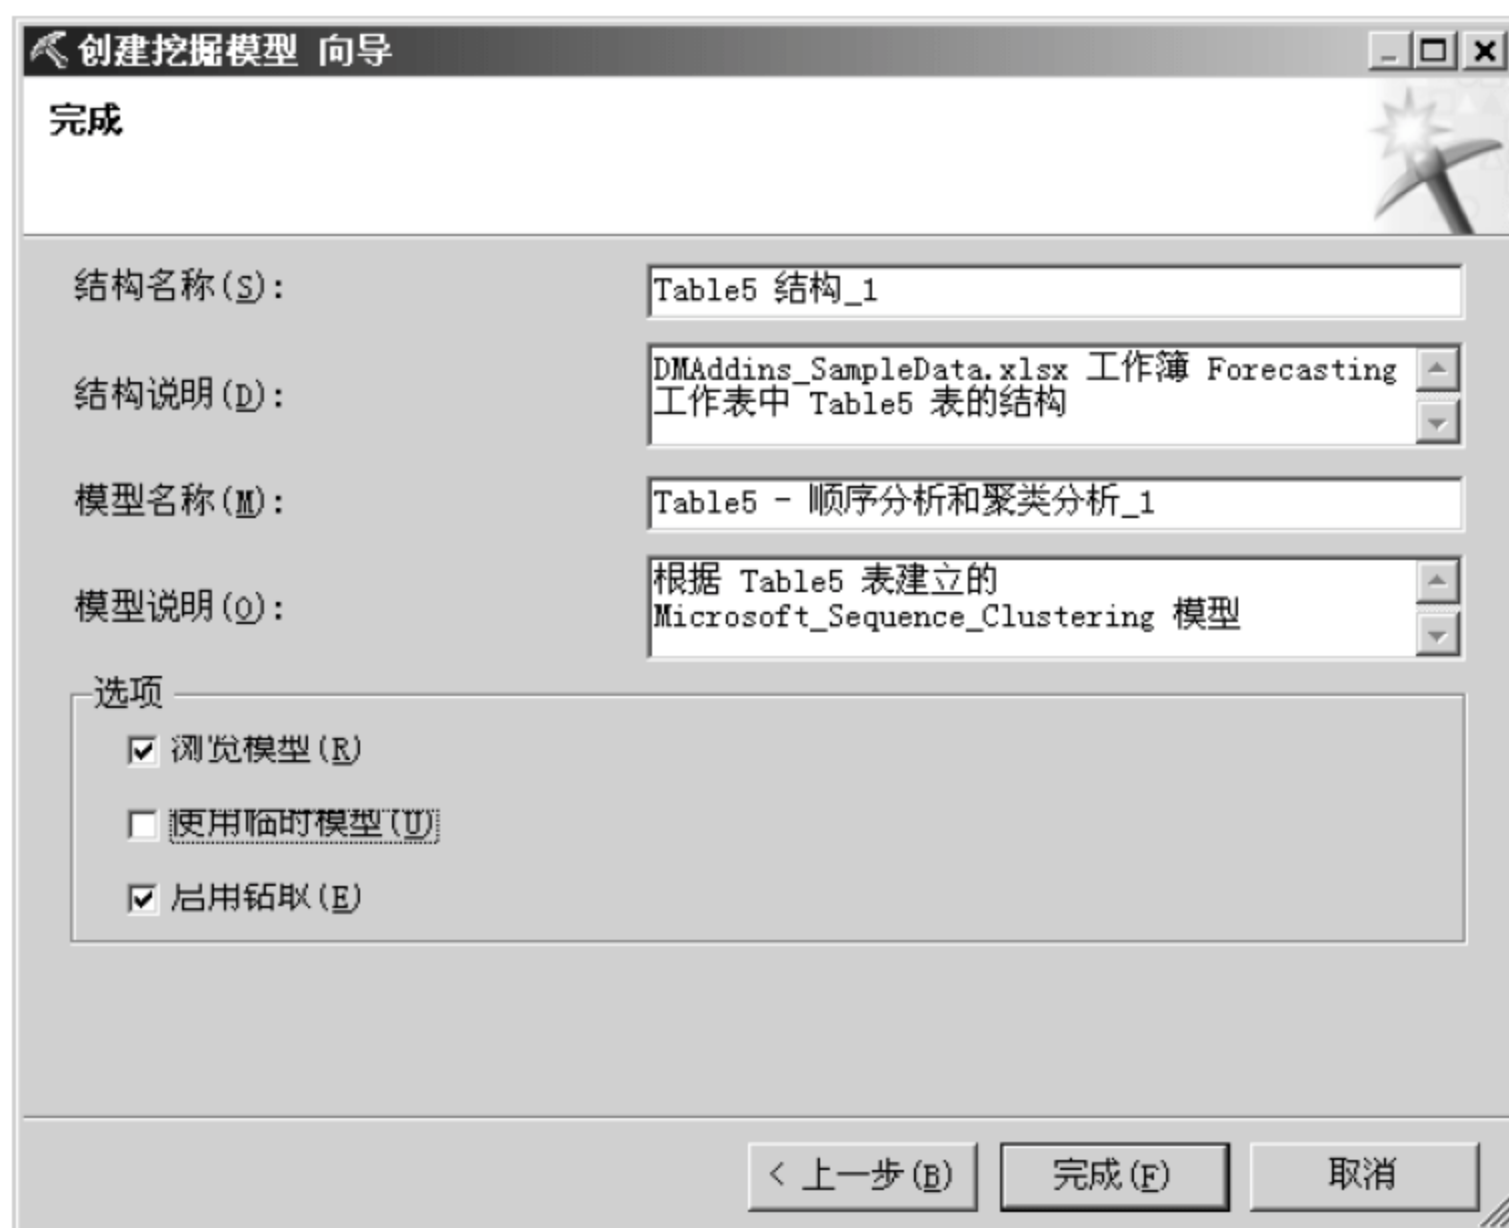 创建挖掘模型 向导
完成
结构名称(S):
Table5 结构_1
结构说明(D):
DMAddins_SampleData.xlsx 工作簿 Forecasting
工作表中 Table5 表的结构
模型名称(M):
Table5 - 顺序分析和聚类分析_1
模型说明(O):
根据 Table5 表建立的
Microsoft_Sequence_Clustering 模型
选项
浏览模型(R)
使用临时模型(U)
启用钻取(E)
< 上一步(B)
完成(F)
取消